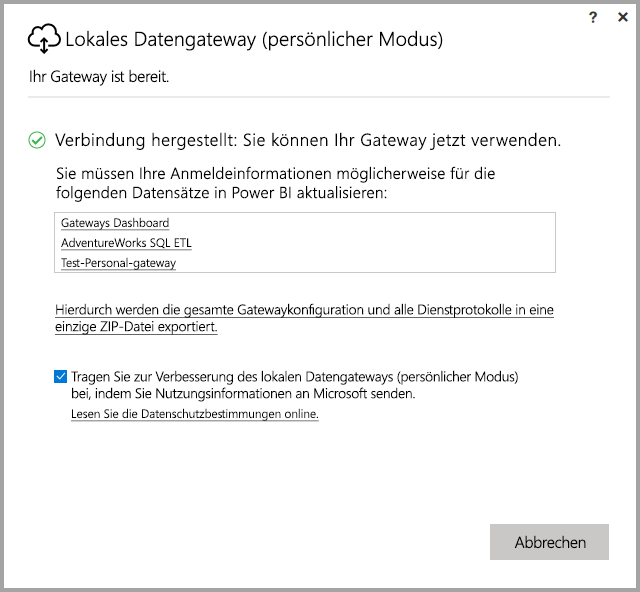 ? ×
Lokales Datengateway (persönlicher Modus)
Ihr Gateway ist bereit.
Verbindung hergestellt: Sie können Ihr Gateway jetzt verwenden.
Sie müssen Ihre Anmeldeinformationen möglicherweise für die
folgenden Datensätze in Power BI aktualisieren:
Gateways Dashboard
AdventureWorks SQL ETL
Test-Personal-gateway
Hierdurch werden die gesamte Gatewaykonfiguration und alle Dienstprotokolle in eine
einzige ZIP-Datei exportiert.
Tragen Sie zur Verbesserung des lokalen Datengateways (persönlicher Modus)
bei, indem Sie Nutzungsinformationen an Microsoft senden.
Lesen Sie die Datenschutzbestimmungen online.
Abbrechen